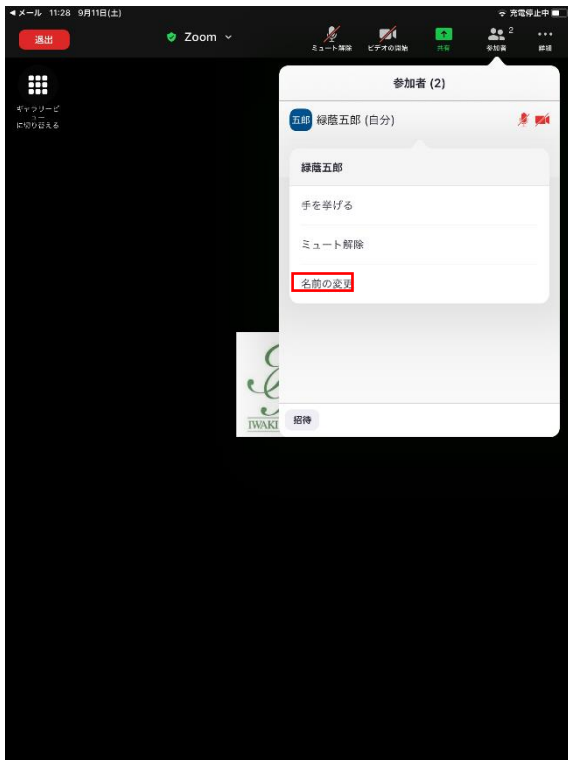 ◀メール 11:28 9月11日(土)
充電停止中
退出
Zoom
ミュート解除
ビデオの開始
共有
2
参加者
詳細
ギャラリービ
ュー
に切り替える
参加者 (2)
五郎 緑蔭五郎 (自分)
緑蔭五郎
手を挙げる
ミュート解除
名前の変更
IWAKI
招待